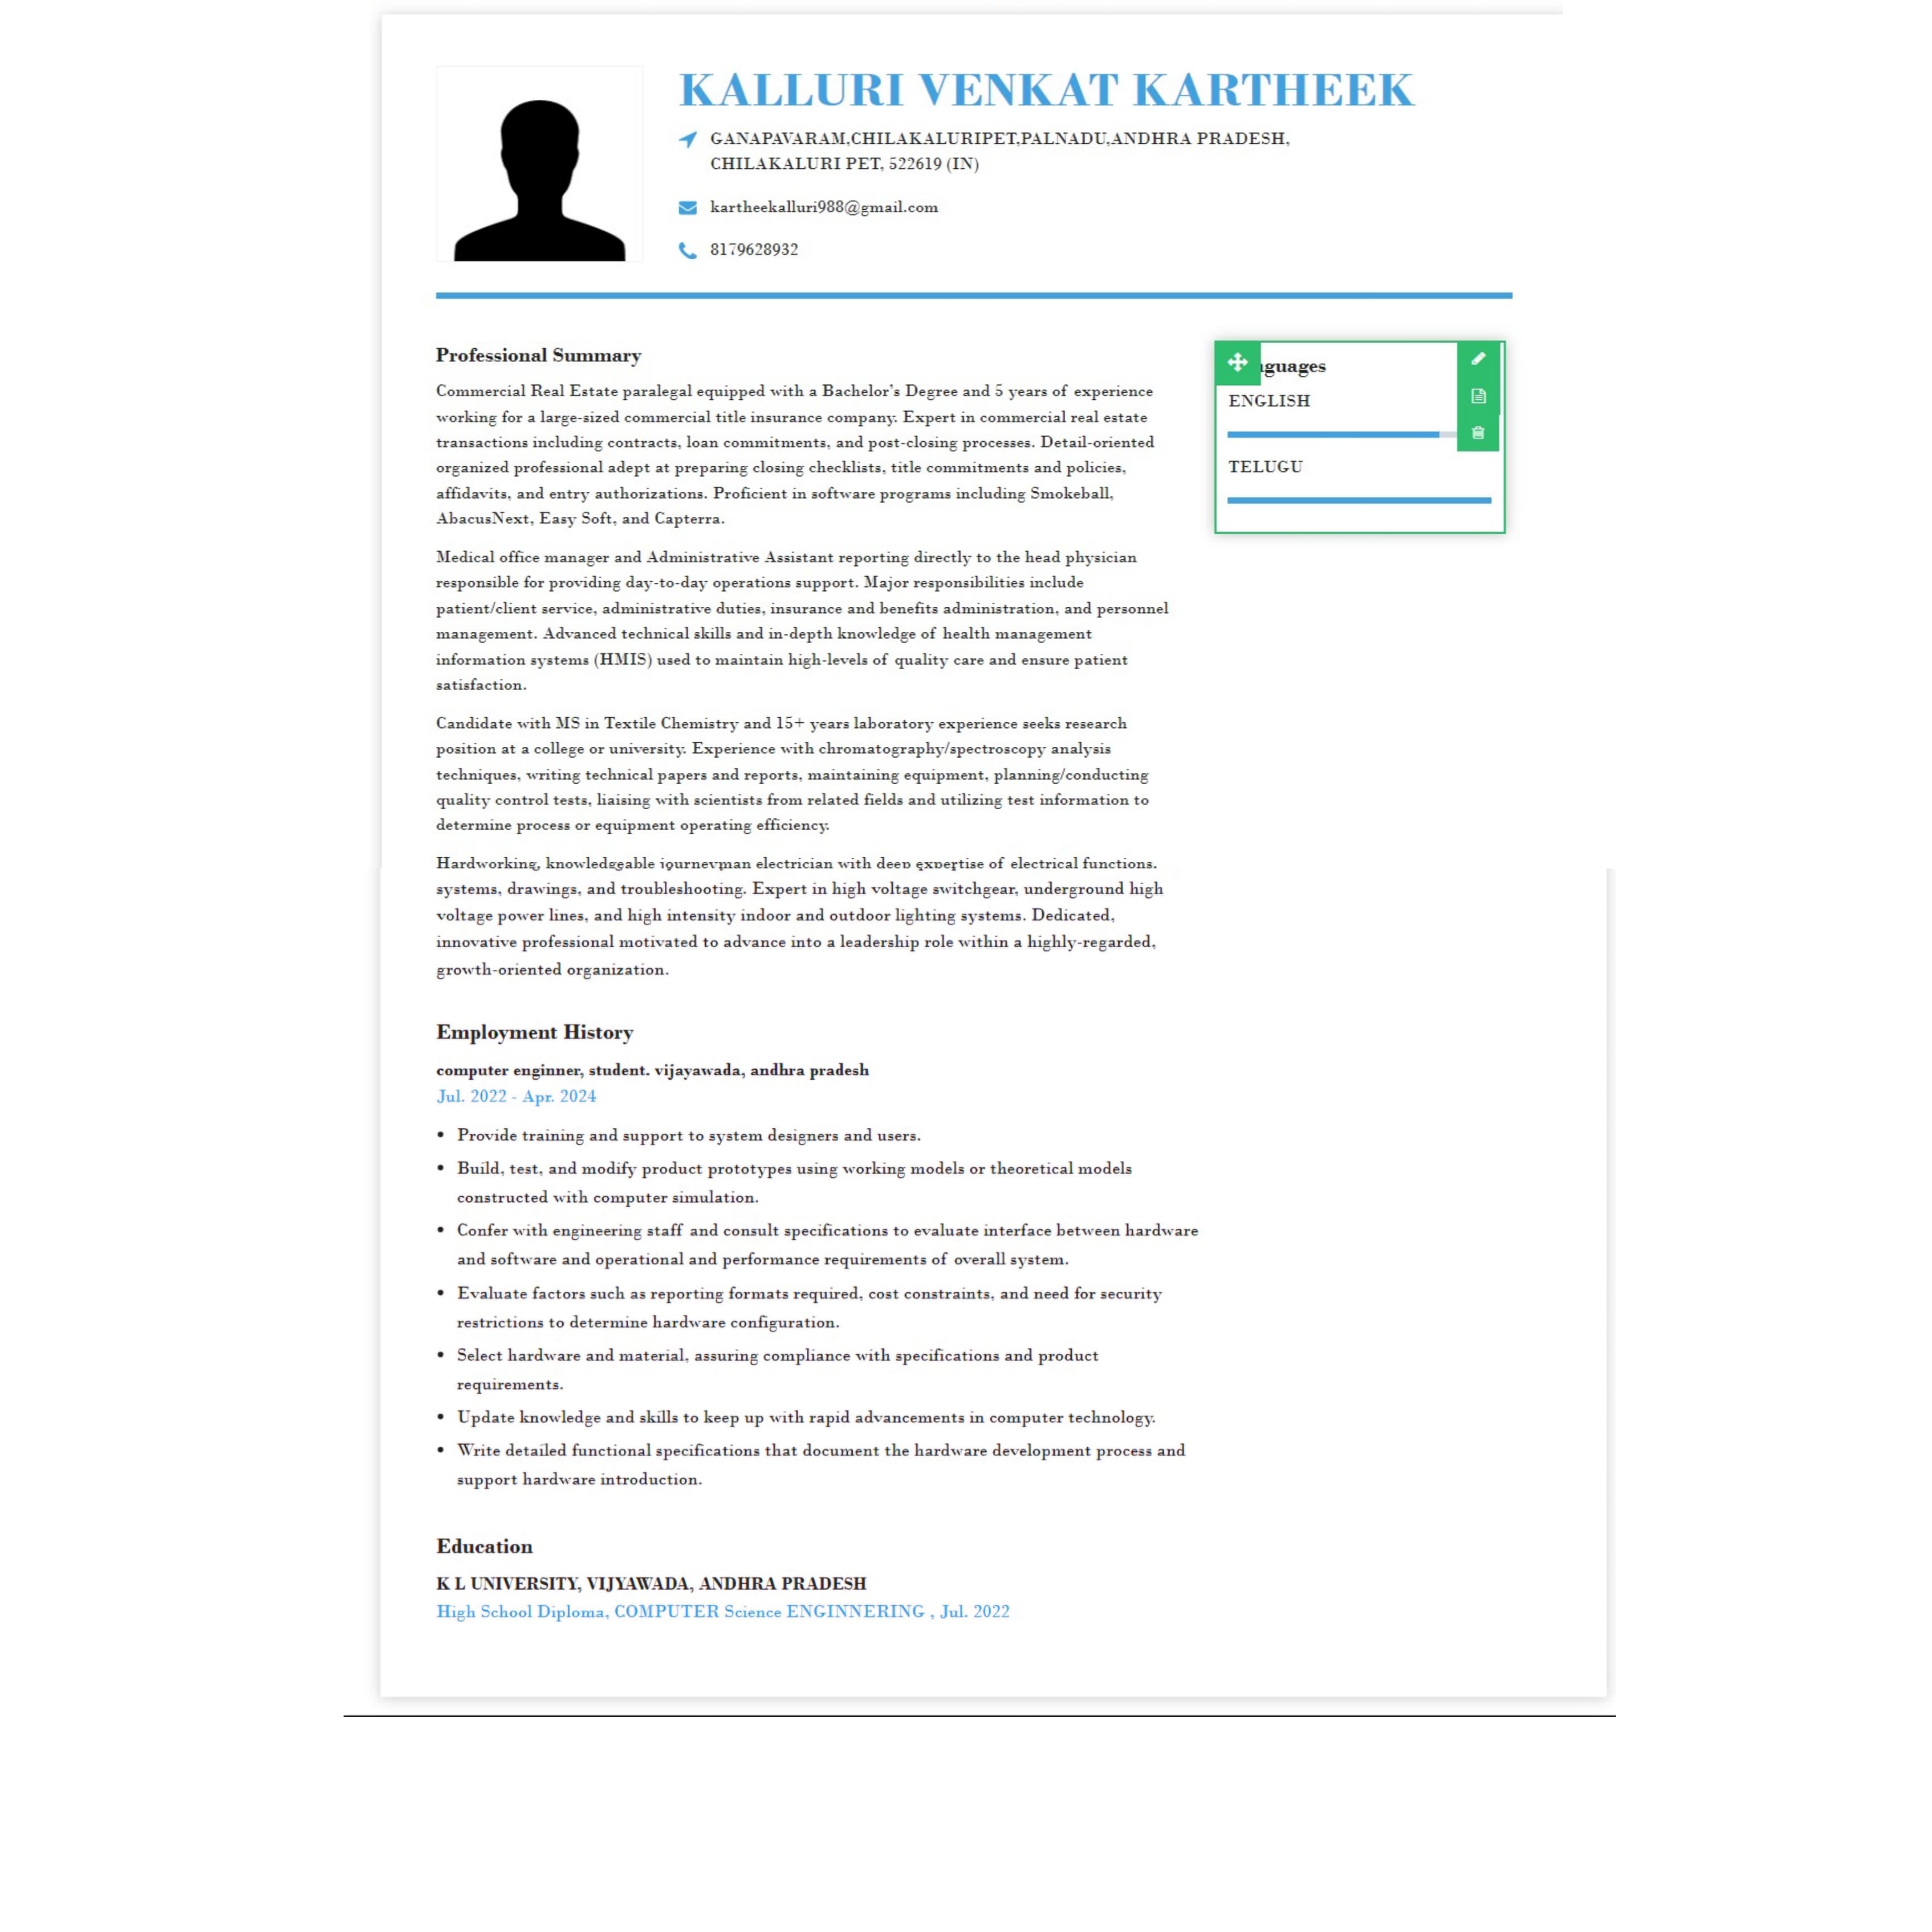 KALLURI VENKAT KARTHEEK
GANAPAVARAM,CHILAKALURIPET,PALNADU,ANDHRA PRADESH,
CHILAKALURI PET, 522619 (IN)
kartheekalluri988@gmail.com
8179628932
Professional Summary
Commercial Real Estate paralegal equipped with a Bachelor's Degree and 5 years of experience
working for a large-sized commercial title insurance company. Expert in commercial real estate
transactions including contracts, loan commitments, and post-closing processes. Detail-oriented
organized professional adept at preparing closing checklists, title commitments and policies,
affidavits, and entry authorizations. Proficient in software programs including Smokeball,
AbacusNext, Easy Soft, and Capterra.
Medical office manager and Administrative Assistant reporting directly to the head physician
responsible for providing day-to-day operations support. Major responsibilities include
patient/client service, administrative duties, insurance and benefits administration, and personnel
management. Advanced technical skills and in-depth knowledge of health management
information systems (HMIS) used to maintain high-levels of quality care and ensure patient
satisfaction.
Candidate with MS in Textile Chemistry and 15+ years laboratory experience seeks research
position at a college or university. Experience with chromatography/spectroscopy analysis
techniques, writing technical papers and reports, maintaining equipment, planning/conducting
quality control tests, liaising with scientists from related fields and utilizing test information to
determine process or equipment operating efficiency.
Hardworking, knowledgeable journeyman electrician with deep expertise of electrical functions.
systems, drawings, and troubleshooting. Expert in high voltage switchgear, underground high
voltage power lines, and high intensity indoor and outdoor lighting systems. Dedicated,
innovative professional motivated to advance into a leadership role within a highly-regarded,
growth-oriented organization.
Employment History
computer enginner, student. vijayawada, andhra pradesh
Jul. 2022 - Apr. 2024
• Provide training and support to system designers and users.
• Build, test, and modify product prototypes using working models or theoretical models
constructed with computer simulation.
• Confer with engineering staff and consult specifications to evaluate interface between hardware
and software and operational and performance requirements of overall system.
• Evaluate factors such as reporting formats required, cost constraints, and need for security
restrictions to determine hardware configuration.
• Select hardware and material, assuring compliance with specifications and product
requirements.
• Update knowledge and skills to keep up with rapid advancements in computer technology.
• Write detailed functional specifications that document the hardware development process and
support hardware introduction.
Education
K L UNIVERSITY, VIJYAWADA, ANDHRA PRADESH
High School Diploma, COMPUTER Science ENGINNERING , Jul. 2022
guages
ENGLISH
TELUGU